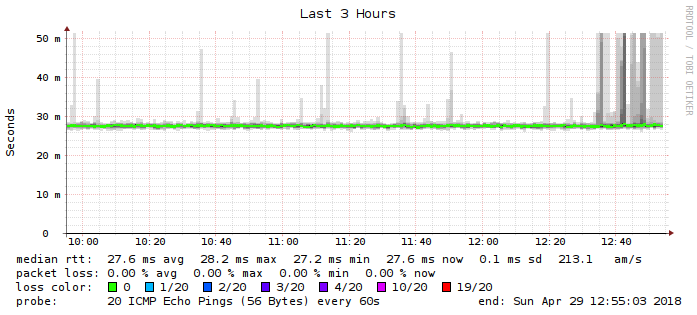 Last 3 Hours
RRDTOOL / TOBI OETIKER
Seconds
50 m
40 m
30 m
20 m
10 m
0
10:00 10:20 10:40 11:00 11:20 11:40 12:00 12:20 12:40
median rtt: 27.6 ms avg 28.2 ms max 27.2 ms min 27.6 ms now 0.1 ms sd 213.1 am/s
packet loss: 0.00 % avg 0.00 % max 0.00 % min 0.00 % now
loss color: 0 1/20 2/20 3/20 4/20 10/20 19/20
probe: 20 ICMP Echo Pings (56 Bytes) every 60s end: Sun Apr 29 12:55:03 2018